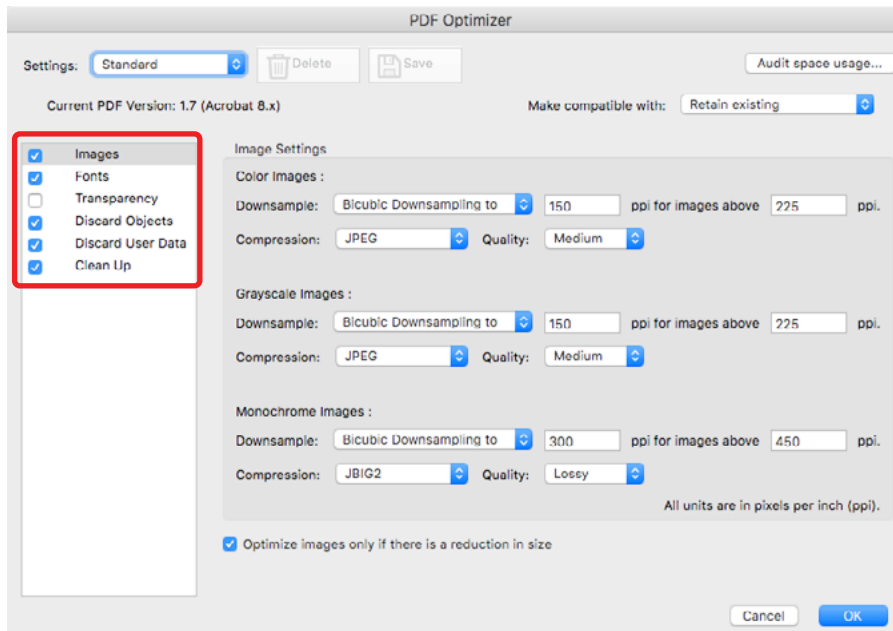 PDF Optimizer
Settings: Standard Delete Save Audit space usage...
Current PDF Version: 1.7 (Acrobat 8.x) Make compatible with: Retain existing
Images
Fonts
Transparency
Discard Objects
Discard User Data
Clean Up
Image Settings
Color Images :
Downsample: Bicubic Downsampling to 150 ppi for images above 225 ppi.
Compression: JPEG Quality: Medium
Grayscale Images :
Downsample: Bicubic Downsampling to 150 ppi for images above 225 ppi.
Compression: JPEG Quality: Medium
Monochrome Images :
Downsample: Bicubic Downsampling to 300 ppi for images above 450 ppi.
Compression: JBIG2 Quality: Lossy
All units are in pixels per inch (ppi).
Optimize images only if there is a reduction in size
Cancel OK